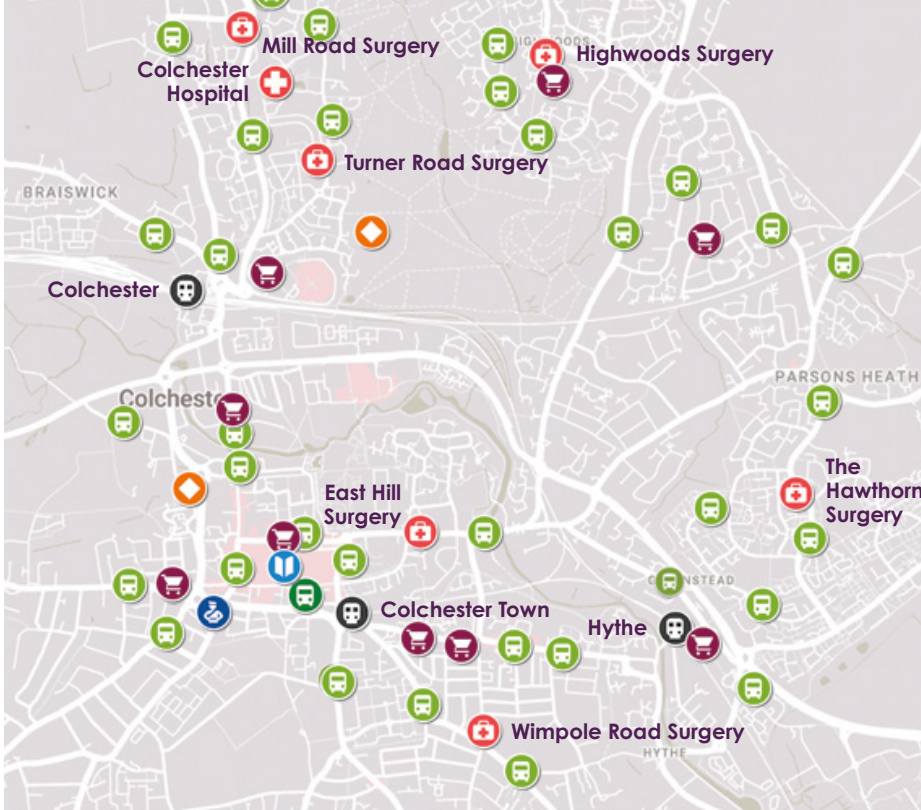 Mill Road Surgery
Highwoods Surgery
Colchester
Hospital
Turner Road Surgery
BRAISWICK
Colchester
PARSONS HEATH
Colcheste
The
Hawthorn
Surgery
East Hill
Surgery
Colchester Town
Hythe
Wimpole Road Surgery
HYTHE